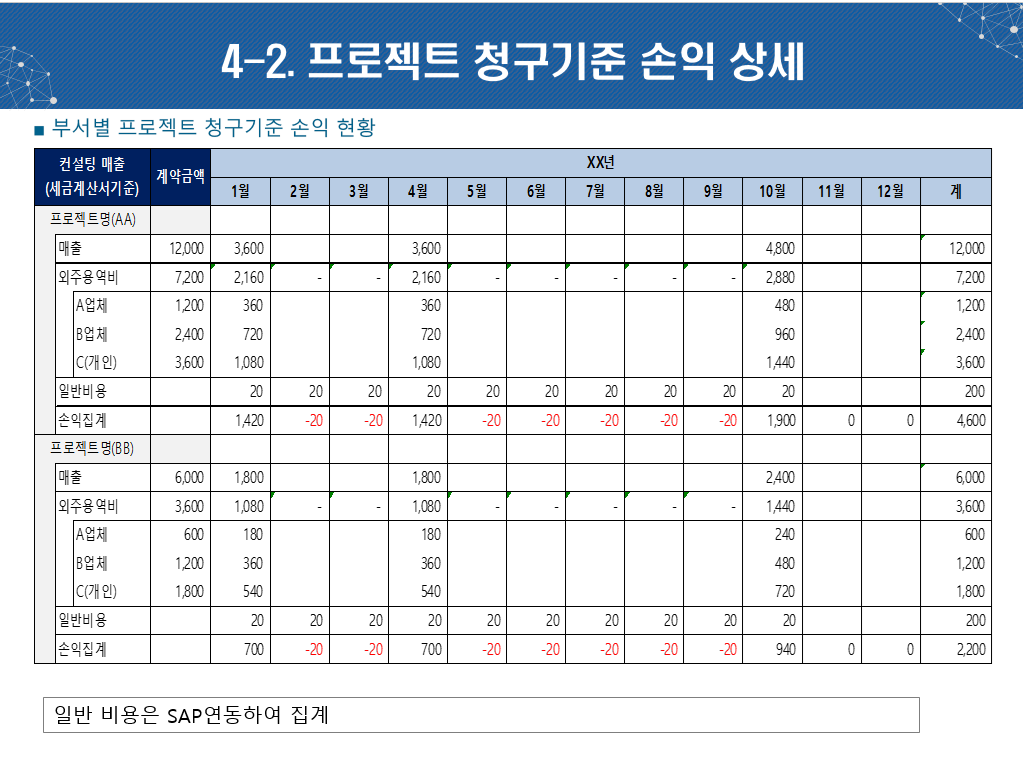 4-2. 프로젝트 청구기준 손익 상세
■ 부서별 프로젝트 청구기준 손익 현황
컨설팅 매출 (세금계산서기준) 계약금액 XX년
1월 2월 3월 4월 5월 6월 7월 8월 9월 10월 11월 12월 계
프로젝트명(AA)
매출 12,000 3,600 3,600 4,800 12,000
외주용역비 7,200 2,160 - - 2,160 - - - - - 2,880 7,200
A업체 1,200 360 360 480 1,200
B업체 2,400 720 720 960 2,400
C(개인) 3,600 1,080 1,080 1,440 3,600
일반비용 20 20 20 20 20 20 20 20 20 20 200
손익집계 1,420 -20 -20 1,420 -20 -20 -20 -20 -20 1,900 0 0 4,600
프로젝트명(BB)
매출 6,000 1,800 1,800 2,400 6,000
외주용역비 3,600 1,080 - - 1,080 - - - - - 1,440 3,600
A업체 600 180 180 240 600
B업체 1,200 360 360 480 1,200
C(개인) 1,800 540 540 720 1,800
일반비용 20 20 20 20 20 20 20 20 20 20 200
손익집계 700 -20 -20 700 -20 -20 -20 -20 -20 940 0 0 2,200
일반 비용은 SAP연동하여 집계